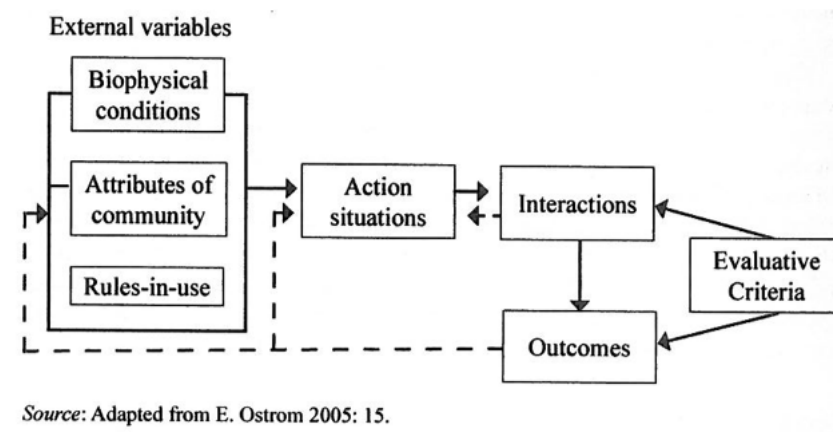 External variables
Biophysical
conditions
Attributes of
community
Rules-in-use
Action
situations
Interactions
Outcomes
Evaluative
Criteria
Source: Adapted from E. Ostrom 2005: 15.